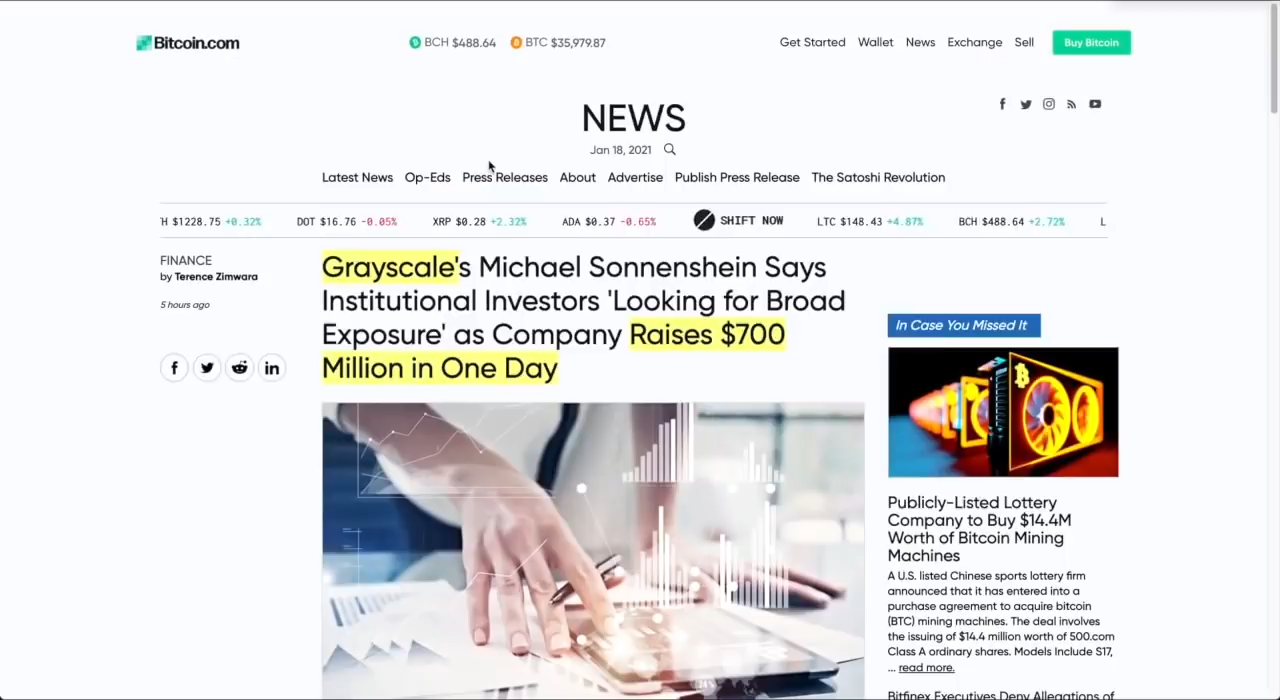 Bitcoin.com
BCH $488.64
BTC $35,979.87
Get Started
Wallet
News
Exchange
Sell
Buy Bitcoin
NEWS
Jan 18, 2021
Latest News
Op-Eds
Press Releases
About
Advertise
Publish Press Release
The Satoshi Revolution
H $1228.75 +0.32%
DOT $16.76 -0.05%
XRP $0.28 +2.32%
ADA $0.37 -0.65%
SHIFT NOW
LTC $148.43 +4.87%
BCH $488.64 +2.72%
L
FINANCE
by Terence Zimwara
5 hours ago
Grayscale's Michael Sonnenshein Says
Institutional Investors 'Looking for Broad
Exposure' as Company Raises $700
Million in One Day
In Case You Missed It
Publicly-Listed Lottery
Company to Buy $14.4M
Worth of Bitcoin Mining
Machines
A U.S. listed Chinese sports lottery firm
announced that it has entered into a
purchase agreement to acquire bitcoin
(BTC) mining machines. The deal involves
the issuing of $14.4 million worth of 500.com
Class A ordinary shares. Models Include S17,
... read more.
Bitfinex Executives Deny Allegations of